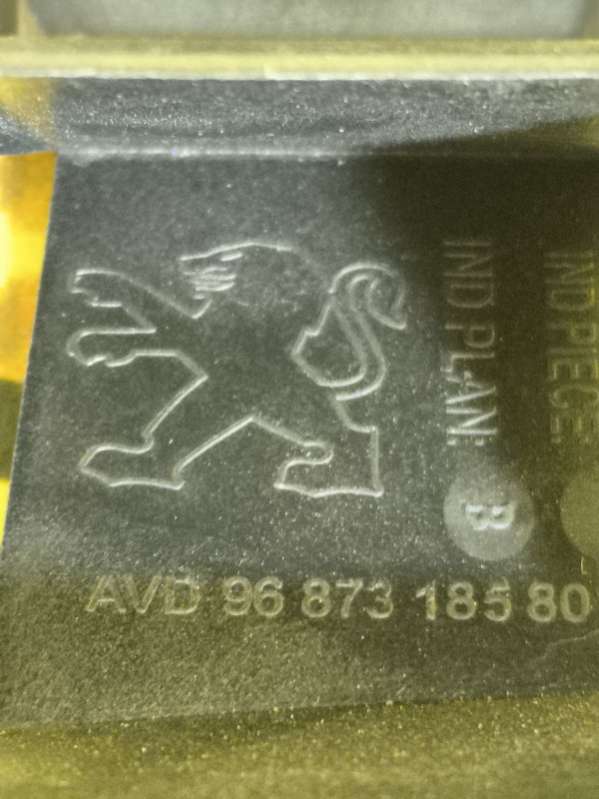 IND PLAN:
B
IND PIECE:
AVD 96 873 185 80